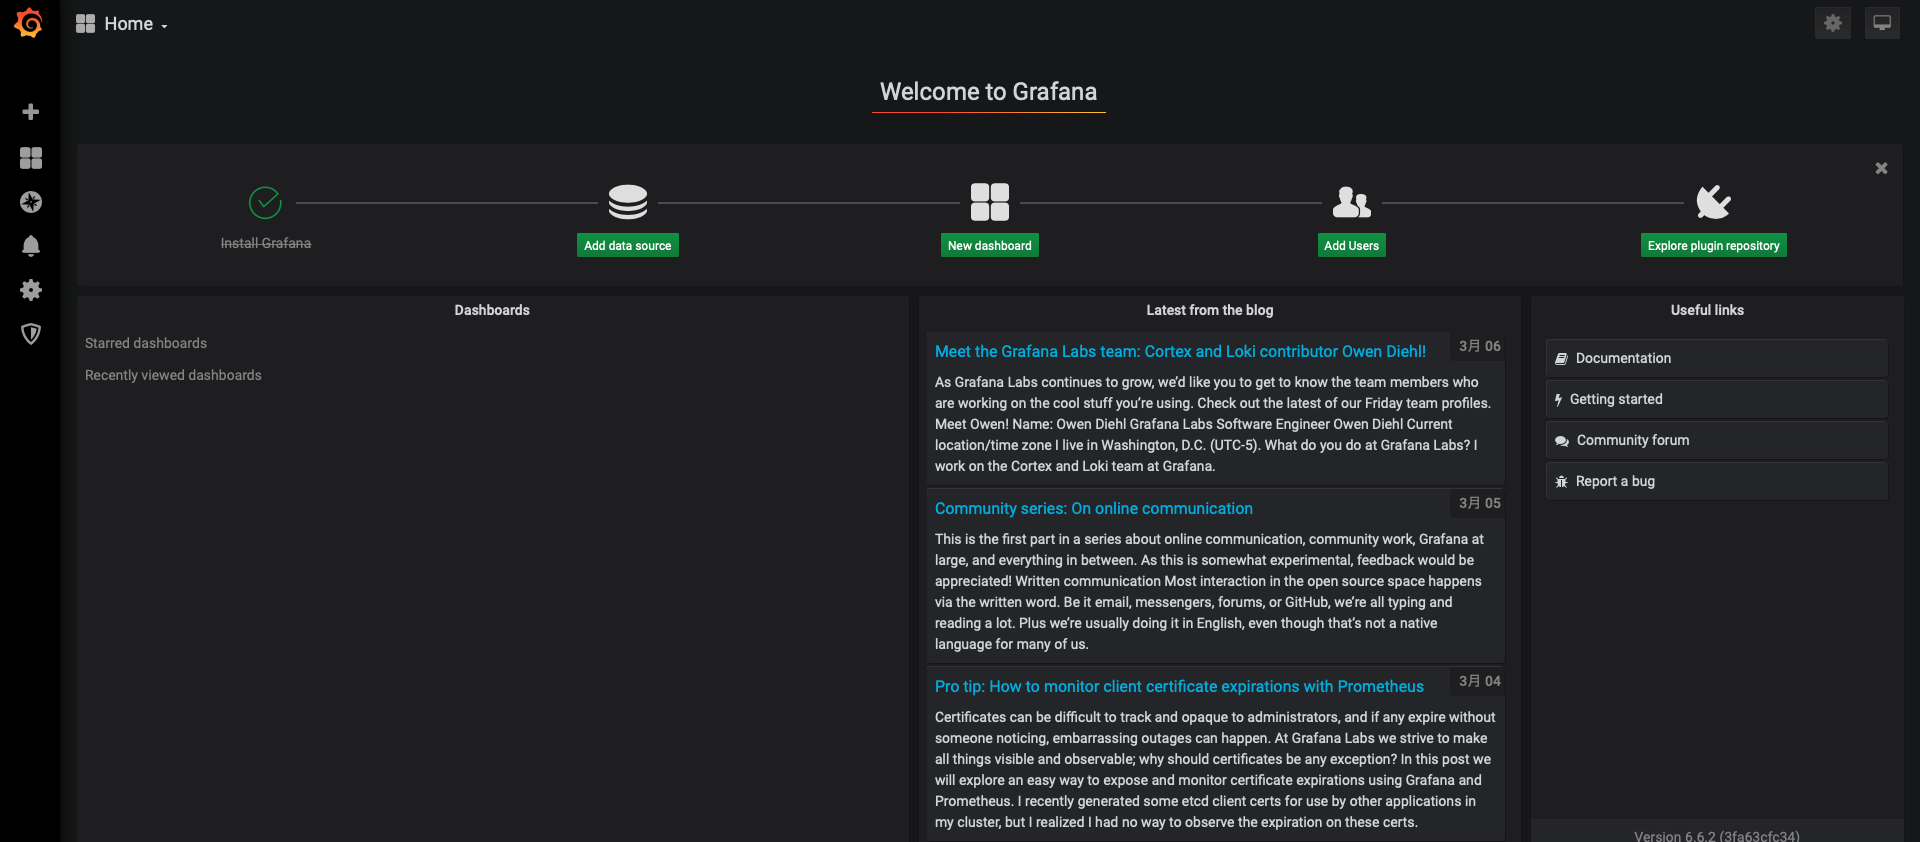 Home
Welcome to Grafana
Install Grafana
Add data source
New dashboard
Add Users
Explore plugin repository
Dashboards
Starred dashboards
Recently viewed dashboards
Latest from the blog
Meet the Grafana Labs team: Cortex and Loki contributor Owen Diehl!
3月 06
As Grafana Labs continues to grow, we’d like you to get to know the team members who
are working on the cool stuff you’re using. Check out the latest of our Friday team profiles.
Meet Owen! Name: Owen Diehl Grafana Labs Software Engineer Owen Diehl Current
location/time zone I live in Washington, D.C. (UTC-5). What do you do at Grafana Labs? I
work on the Cortex and Loki team at Grafana.
Community series: On online communication
3月 05
This is the first part in a series about online communication, community work, Grafana at
large, and everything in between. As this is somewhat experimental, feedback would be
appreciated! Written communication Most interaction in the open source space happens
via the written word. Be it email, messengers, forums, or GitHub, we’re all typing and
reading a lot. Plus we’re usually doing it in English, even though that’s not a native
language for many of us.
Pro tip: How to monitor client certificate expirations with Prometheus
3月 04
Certificates can be difficult to track and opaque to administrators, and if any expire without
someone noticing, embarrassing outages can happen. At Grafana Labs we strive to make
all things visible and observable; why should certificates be any exception? In this post we
will explore an easy way to expose and monitor certificate expirations using Grafana and
Prometheus. I recently generated some etcd client certs for use by other applications in
my cluster, but I realized I had no way to observe the expiration on these certs.
Useful links
Documentation
Getting started
Community forum
Report a bug
Version 6.6.2 (3fa63cfc34)